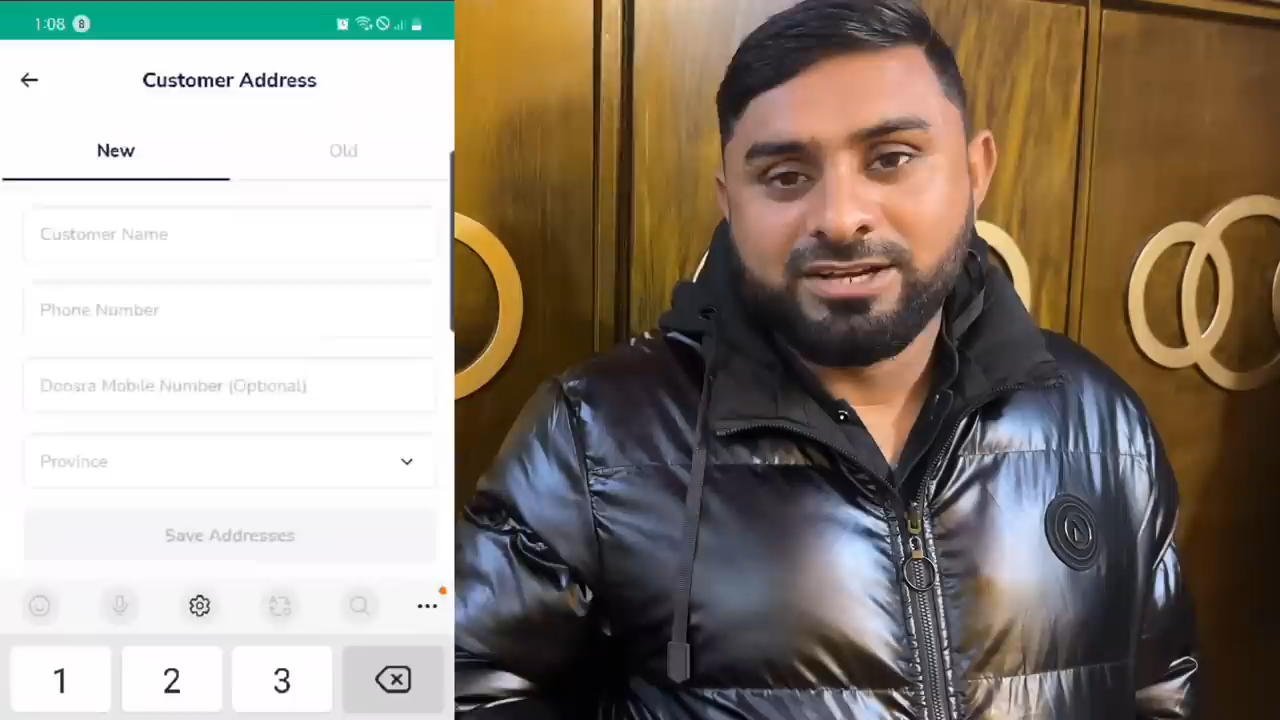 1:08 8
Customer Address
New
Old
Customer Name
Phone Number
Doosra Mobile Number (Optional)
Province
Save Addresses
1 2 3